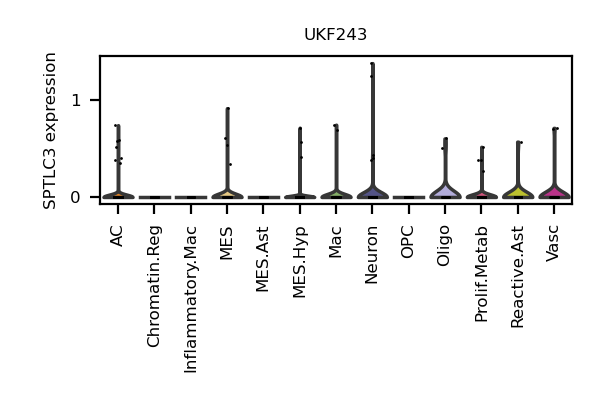 UKF243
SPTLC3 expression
1
0
AC
Chromatin.Reg
Inflammatory.Mac
MES
MES.Ast
MES.Hyp
Mac
Neuron
OPC
Oligo
Prolif.Metab
Reactive.Ast
Vasc